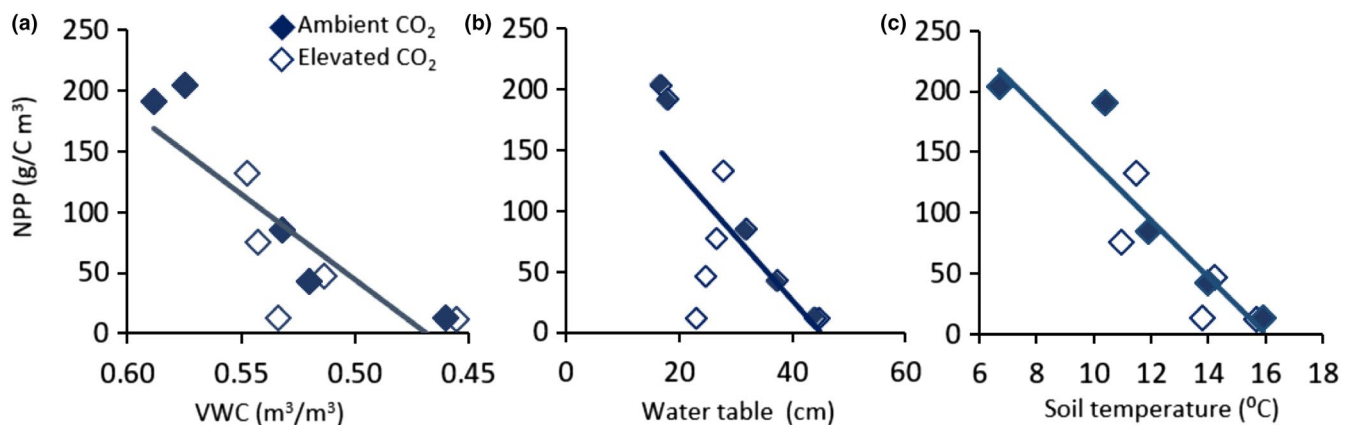 (a)
Ambient CO₂
Elevated CO₂
NPP (g/C m³)
250
200
150
100
50
0
0.60 0.55 0.50 0.45
VWC (m³/m³)
(b)
250
200
150
100
50
0
0 20 40 60
Water table (cm)
(c)
250
200
150
100
50
0
6 8 10 12 14 16 18
Soil temperature (⁰C)